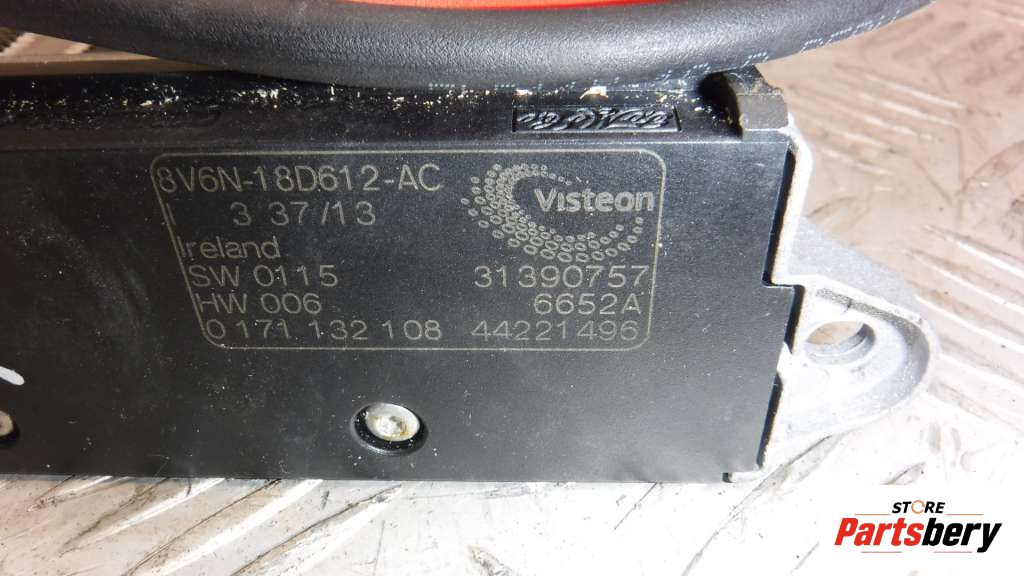 8V6N-18D612-AC
Visteon
I 3 37/13
Ireland
SW 0115 31390757
HW 006 6652A
0 171 132 108 44221496
STORE
Partsbery